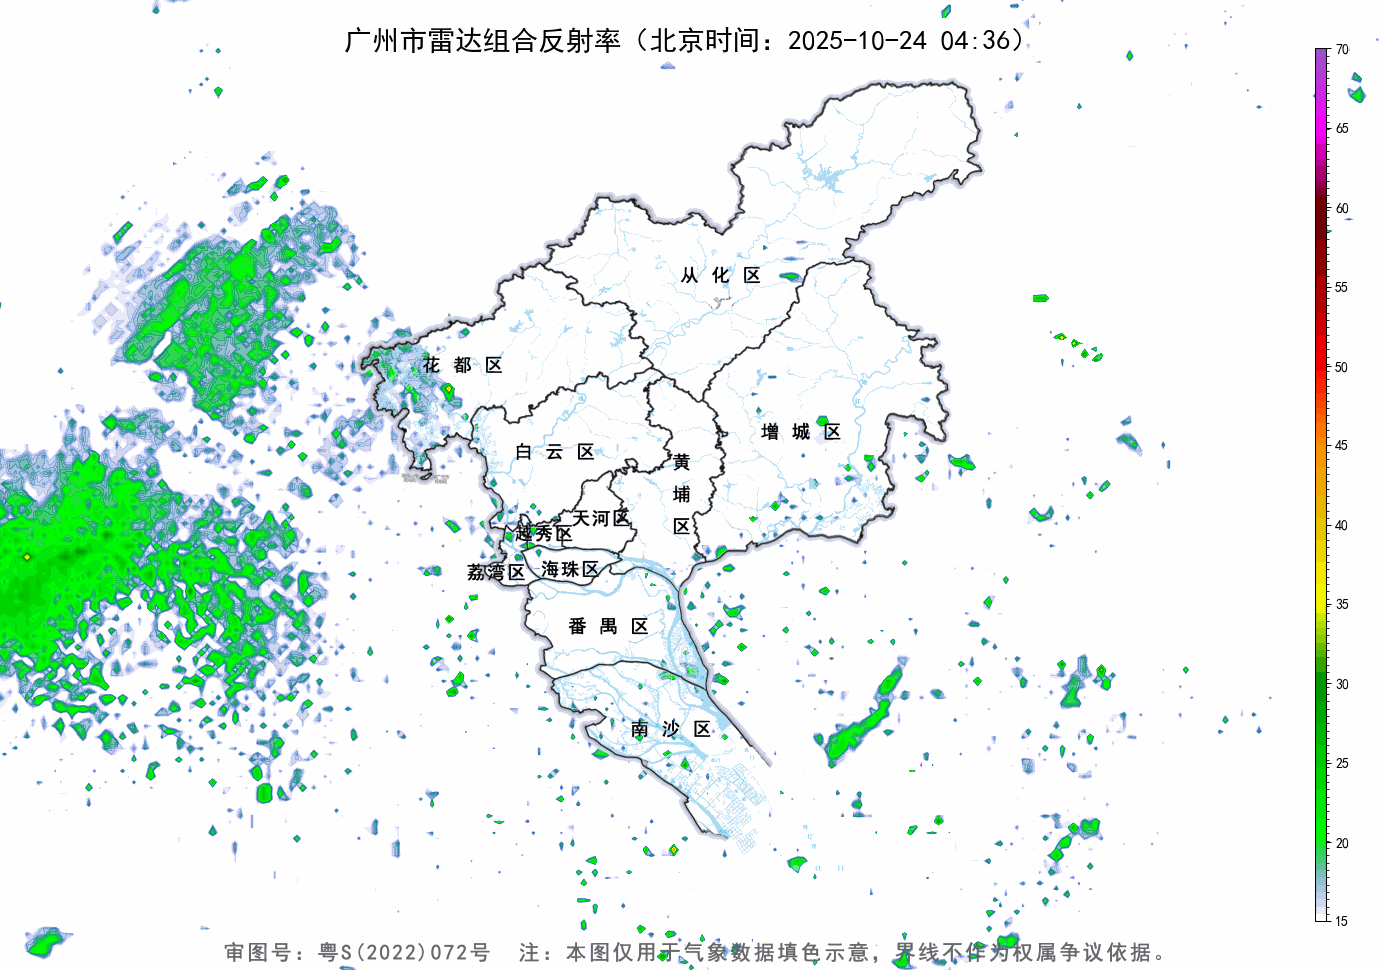 广州市雷达组合反射率（北京时间：2025-10-24 04:36）
70
65
60
55
50
45
40
35
30
25
20
15
从化区
花都区
增城区
白云区
黄埔区
天河区
越秀区
荔湾区
海珠区
番禺区
南沙区
审图号：粤S(2022)072号 注：本图仅用于气象数据填色示意，界线不作为权属争议依据。